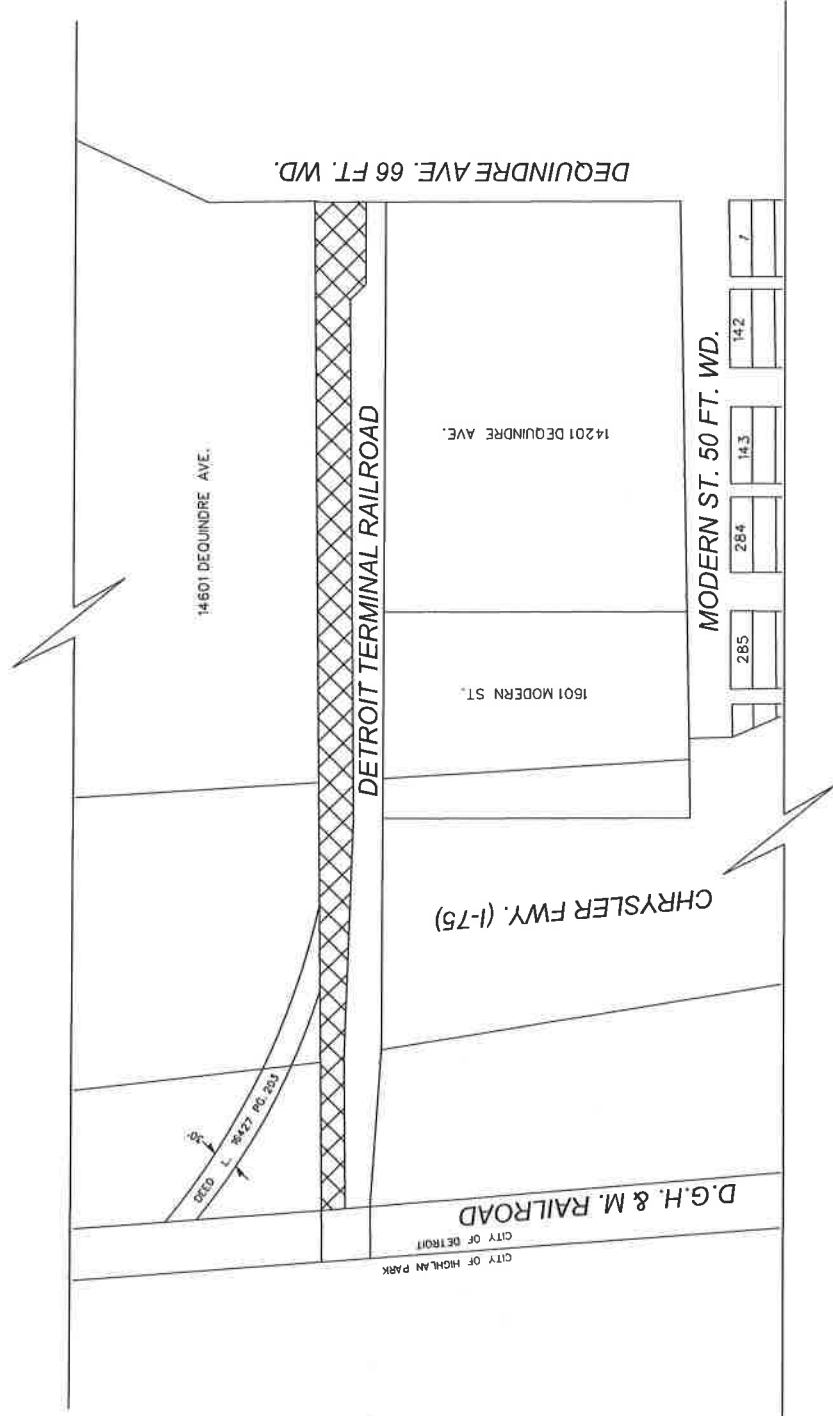 DEQUINDRE AVE. 66 FT. WD.
14601 DEQUINDRE AVE.
DETROIT TERMINAL RAILROAD
14201 DEQUINDRE AVE.
MODERN ST. 50 FT. WD.
142
143
284
285
1601 MODERN ST.
CHRYSLER FWY. (I-75)
30'
DEED L. 16427 PG. 203
D.G.H. & M. RAILROAD
CITY OF DETROIT
CITY OF HIGHLAN PARK